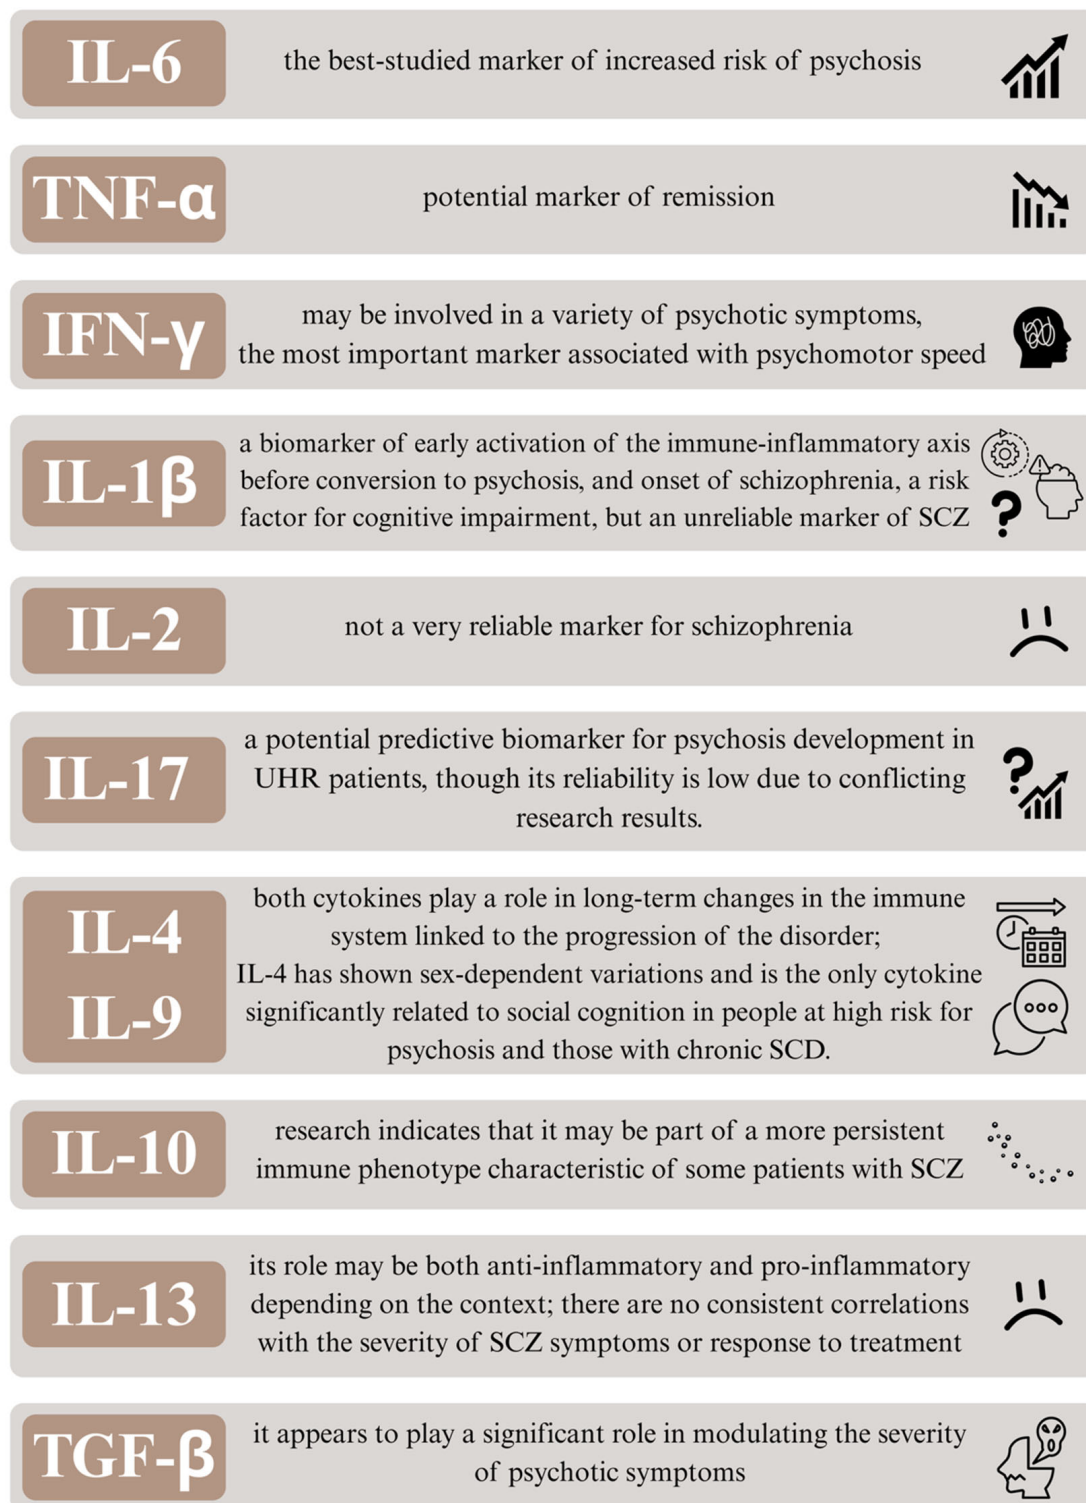 IL-6
the best-studied marker of increased risk of psychosis
TNF-α
potential marker of remission
IFN-γ
may be involved in a variety of psychotic symptoms,
the most important marker associated with psychomotor speed
IL-1β
a biomarker of early activation of the immune-inflammatory axis
before conversion to psychosis, and onset of schizophrenia, a risk
factor for cognitive impairment, but an unreliable marker of SCZ
?
IL-2
not a very reliable marker for schizophrenia
IL-17
a potential predictive biomarker for psychosis development in
UHR patients, though its reliability is low due to conflicting
research results.
?
IL-4
IL-9
both cytokines play a role in long-term changes in the immune
system linked to the progression of the disorder;
IL-4 has shown sex-dependent variations and is the only cytokine
significantly related to social cognition in people at high risk for
psychosis and those with chronic SCD.
IL-10
research indicates that it may be part of a more persistent
immune phenotype characteristic of some patients with SCZ
IL-13
its role may be both anti-inflammatory and pro-inflammatory
depending on the context; there are no consistent correlations
with the severity of SCZ symptoms or response to treatment
TGF-β
it appears to play a significant role in modulating the severity
of psychotic symptoms